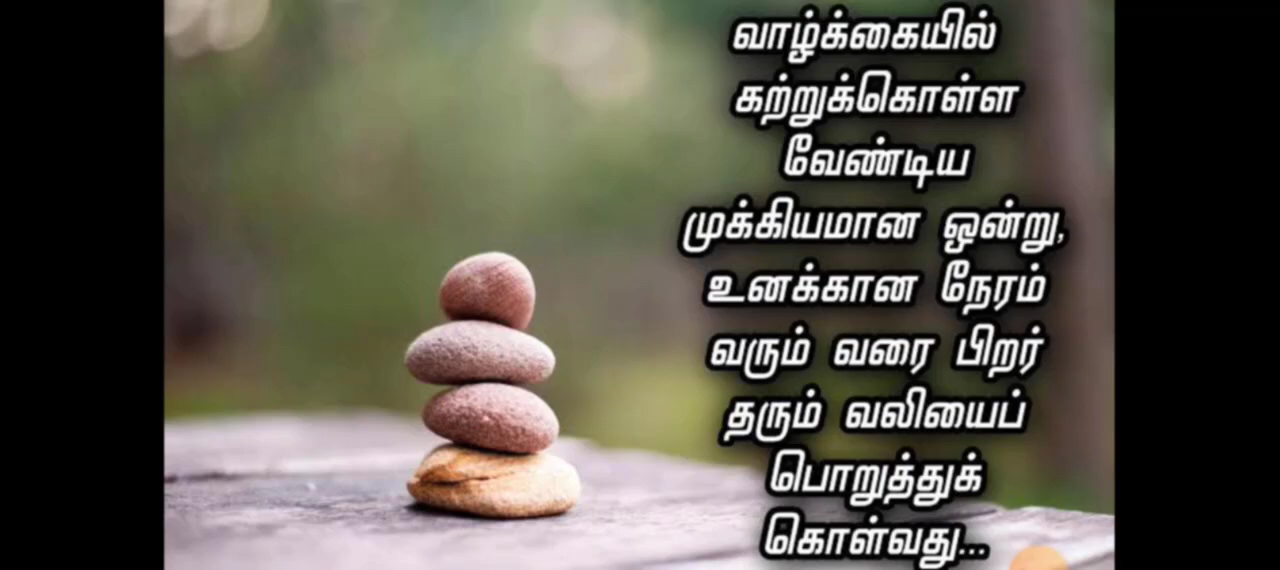 வாழ்க்கையில்
கற்றுக்கொள்ள
வேண்டிய
முக்கியமான ஒன்று,
உனக்கான நேரம்
வரும் வரை பிறர்
தரும் வலியைப்
பொறுத்துக்
கொள்வது...